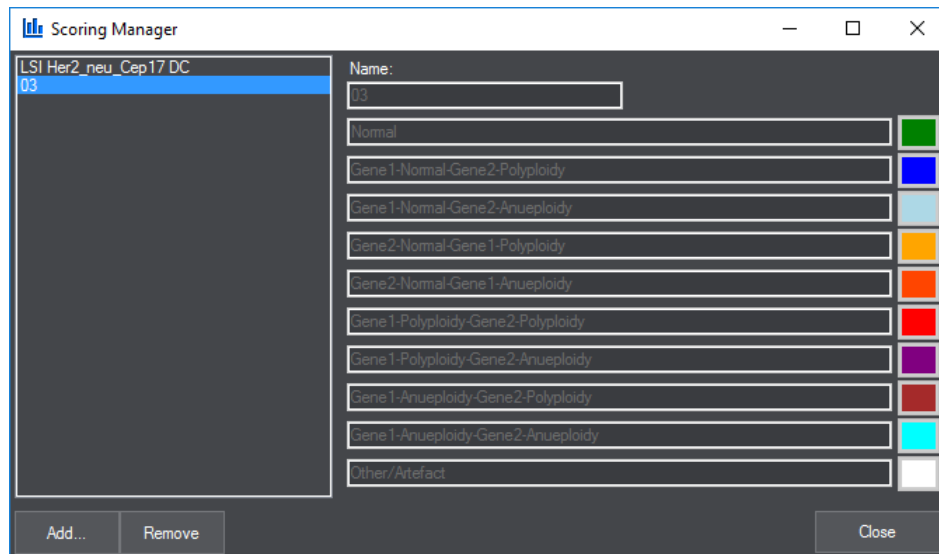 Scoring Manager
LSI Her2_neu_Cep17 DC
03
Name:
03
Normal
Gene1-Normal-Gene2-Polyploidy
Gene1-Normal-Gene2-Anueploidy
Gene2-Normal-Gene1-Polyploidy
Gene2-Normal-Gene1-Anueploidy
Gene1-Polyploidy-Gene2-Polyploidy
Gene1-Polyploidy-Gene2-Anueploidy
Gene1-Anueploidy-Gene2-Polyploidy
Gene1-Anueploidy-Gene2-Anueploidy
Other/Artefact
Add...
Remove
Close